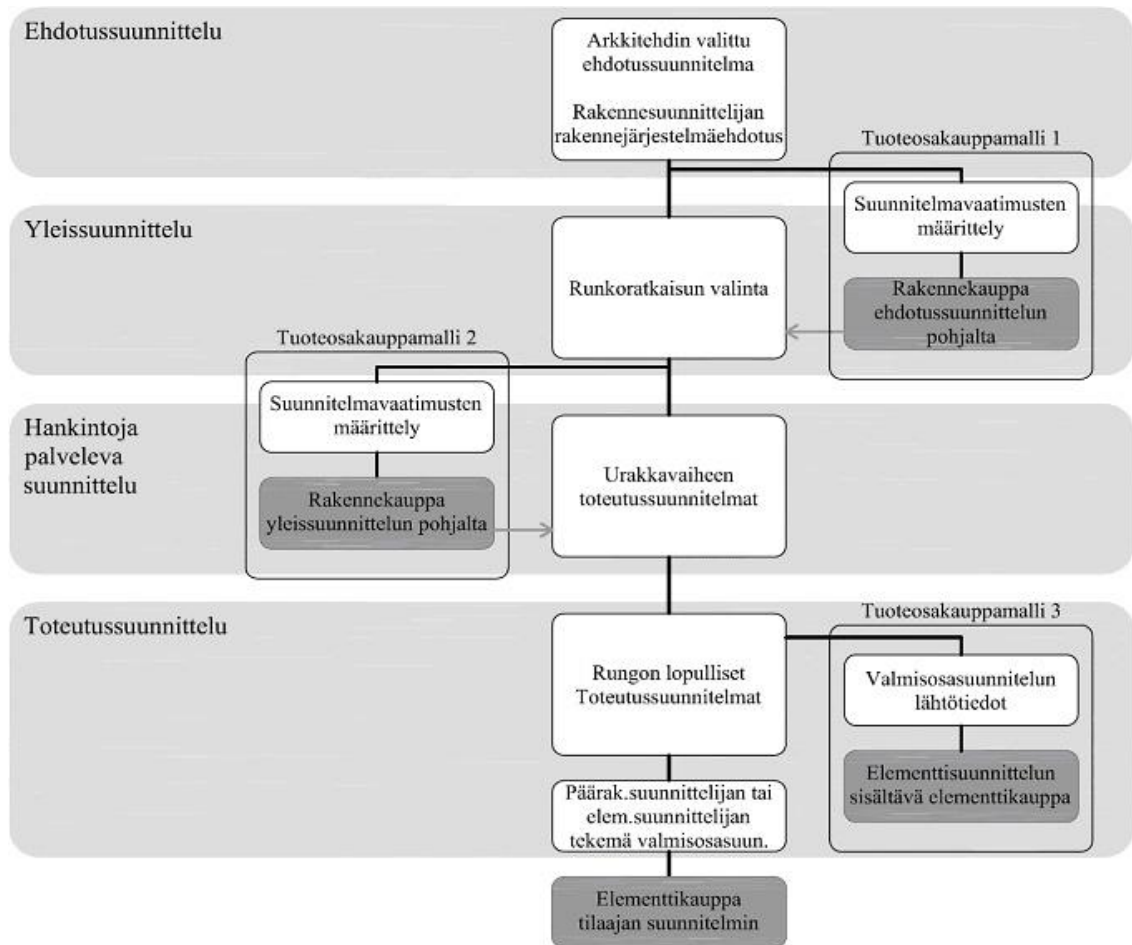 Ehdotussuunnittelu
Arkkitehdin valittu
ehdotussuunnitelma
Rakennesuunnittelijan
rakennejärjestelmäehdotus
Tuoteosakauppamalli 1
Suunnitelmavaatimusten
määrittely
Rakennekauppa
ehdotussuunnittelun
pohjalta
Yleissuunnittelu
Runkoratkaisun valinta
Tuoteosakauppamalli 2
Suunnitelmavaatimusten
määrittely
Rakennekauppa
yleissuunnittelun pohjalta
Hankintoja
palveleva
suunnittelu
Urakkavaiheen
toteutussuunnitelmat
Toteutussuunnittelu
Rungon lopulliset
Toteutussuunnitelmat
Tuoteosakauppamalli 3
Valmisosasuunnitelun
lähtötiedot
Elementtisuunnittelun
sisältävä elementtikauppa
Päärak.suunnittelijan tai
elem.suunnittelijan
tekemä valmisosasuun.
Elementtikauppa
tilaajan suunnitelmin